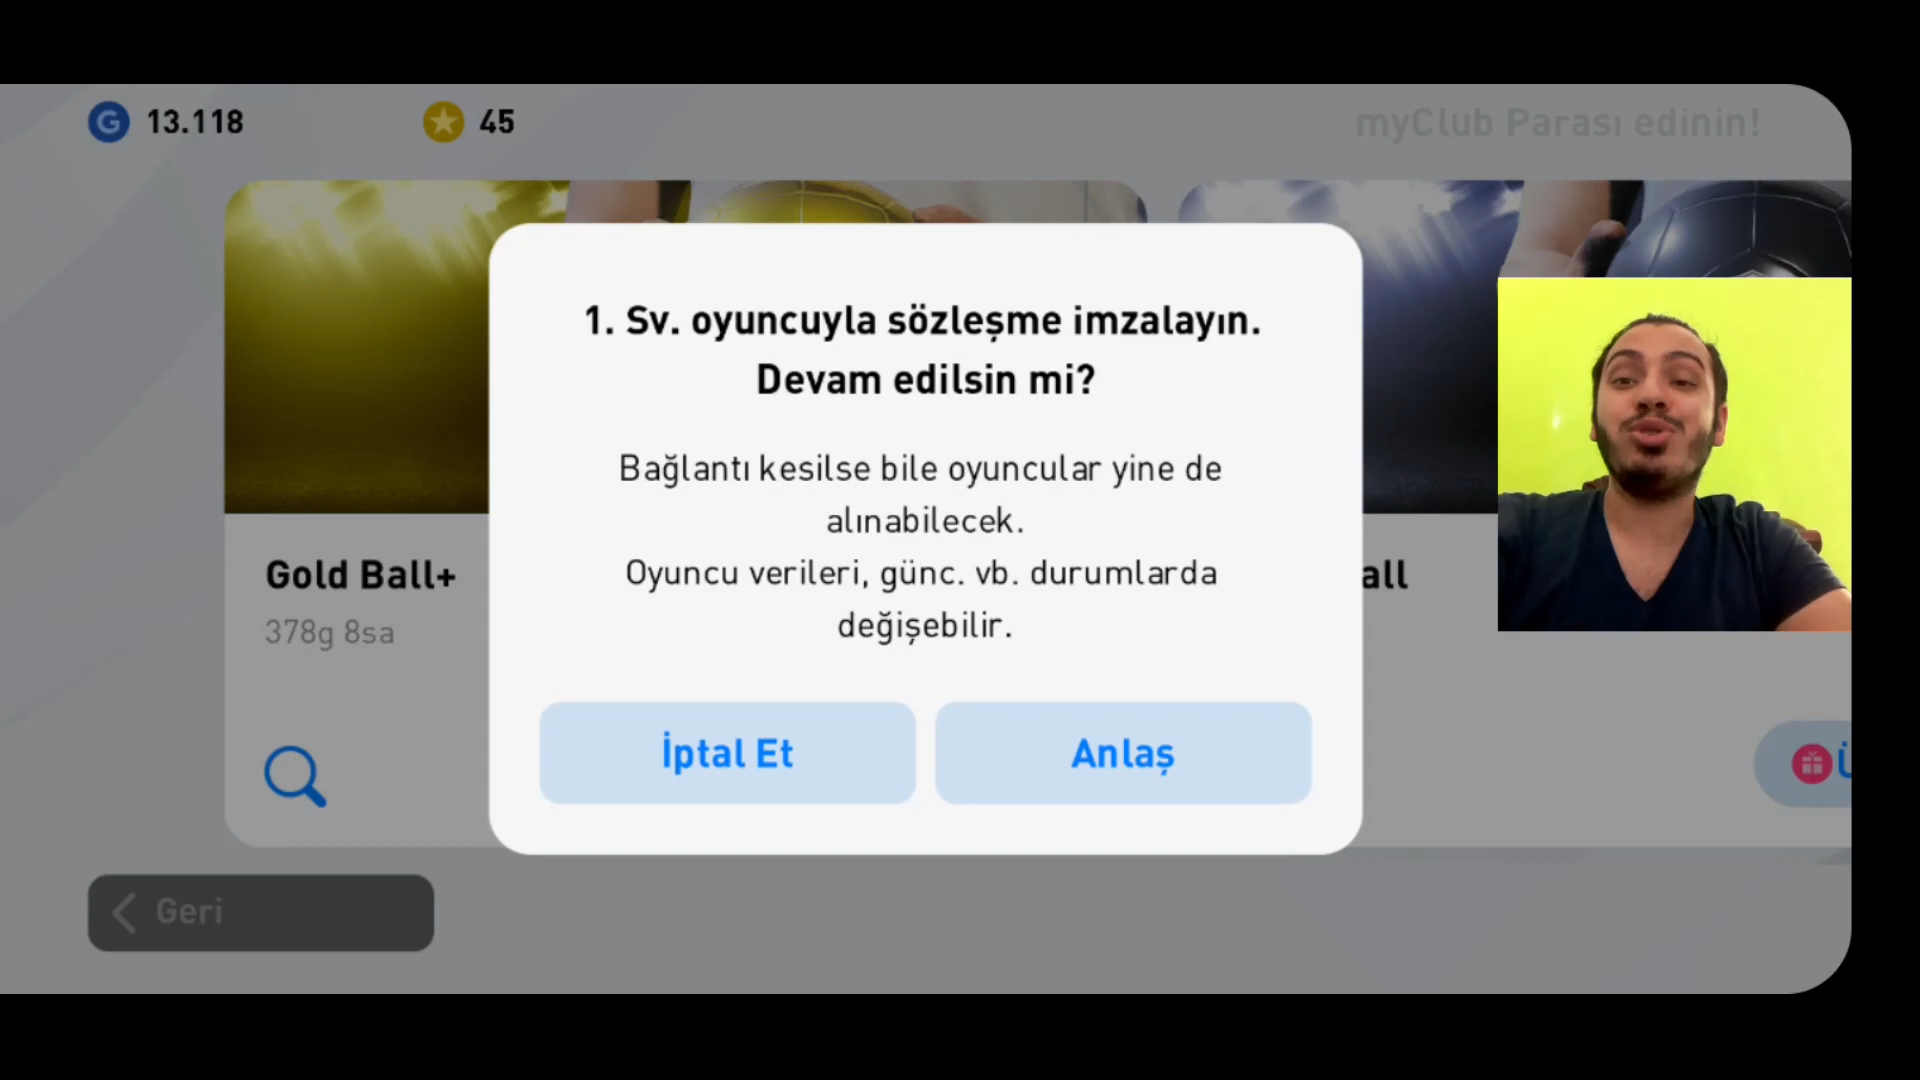 13.118
45
myClub Parası edinin!
1. Sv. oyuncuyla sözleşme imzalayın.
Devam edilsin mi?
Bağlantı kesilse bile oyuncular yine de
alınabilecek.
Oyuncu verileri, günc. vb. durumlarda
değişebilir.
İptal Et
Anlaş
Gold Ball+
378g 8sa
all
Ü
Geri